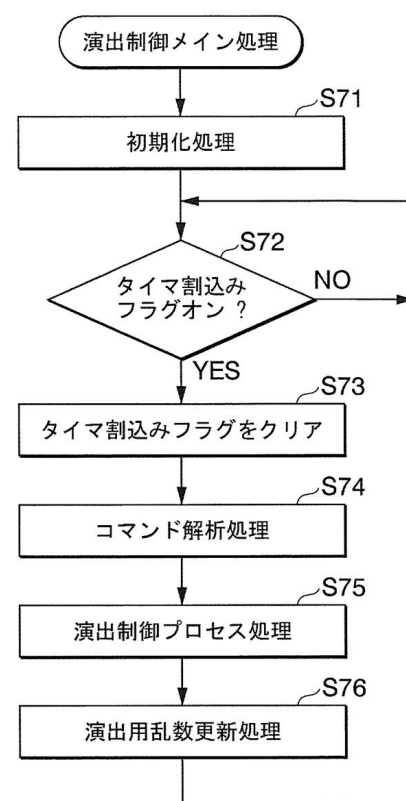 演出制御メイン処理
S71
初期化処理
S72
タイマ割込み
フラグオン ?
NO
YES
S73
タイマ割込みフラグをクリア
S74
コマンド解析処理
S75
演出制御プロセス処理
S76
演出用乱数更新処理